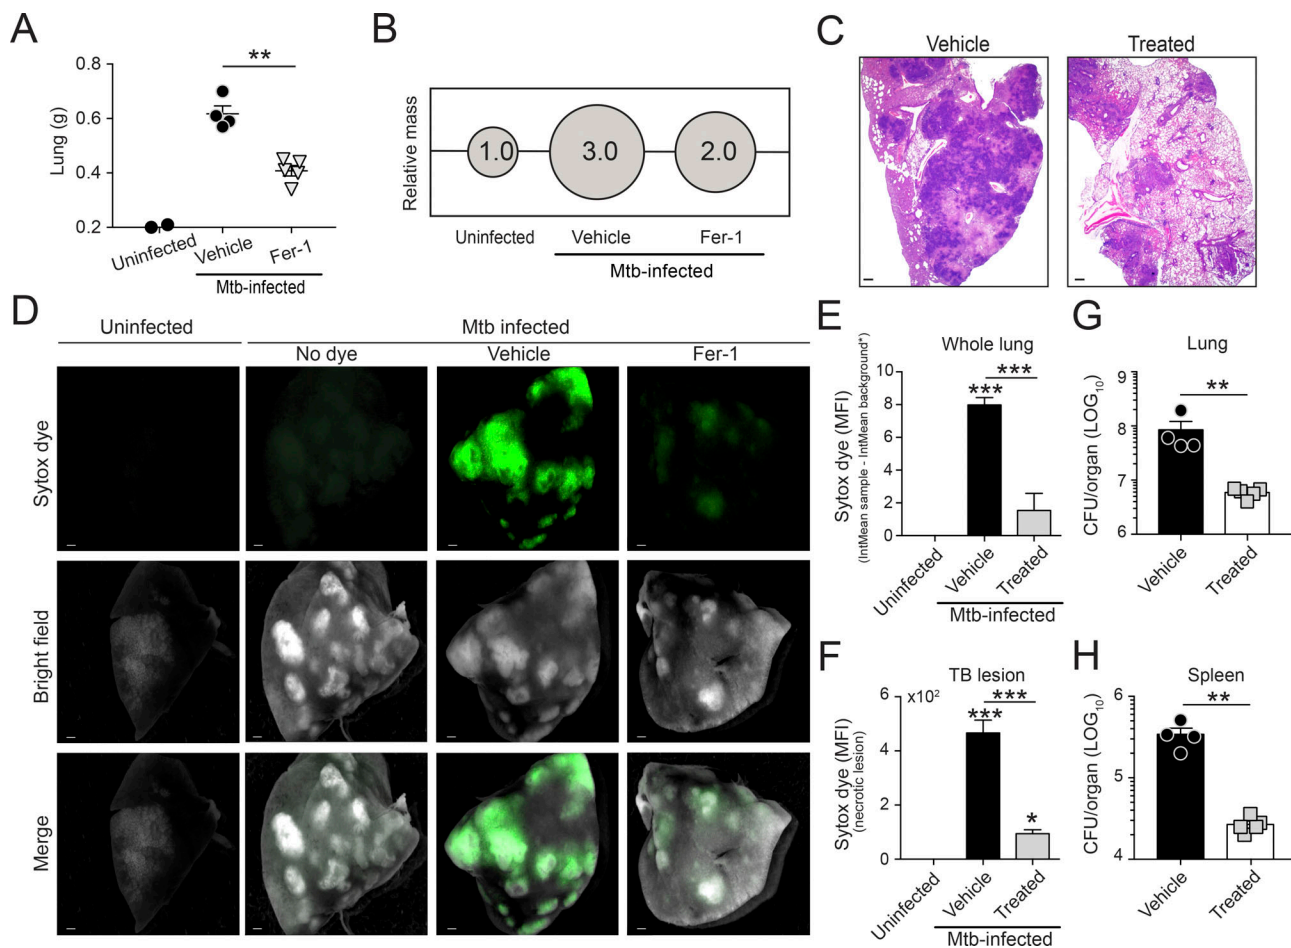 A
**
0.8
0.6
0.4
0.2
Lung (g)
Uninfected
Vehicle
Fer-1
Mtb-infected
B
Relative mass
1.0
3.0
2.0
Uninfected
Vehicle
Fer-1
Mtb-infected
C
Vehicle
Treated
D
Uninfected
Mtb infected
No dye
Vehicle
Fer-1
Sytox dye
Bright field
Merge
E
Whole lung
***
***
10
8
6
4
2
0
Sytox dye (MFI)
(IntMean sample - IntMean background*)
Uninfected
Vehicle
Treated
Mtb-infected
F
TB lesion
x10²
***
***
*
6
4
2
0
Sytox dye (MFI)
(necrotic lesion)
Uninfected
Vehicle
Treated
Mtb-infected
G
Lung
**
9
8
7
6
CFU/organ (LOG₁₀)
Vehicle
Treated
H
Spleen
**
6
5
4
CFU/organ (LOG₁₀)
Vehicle
Treated